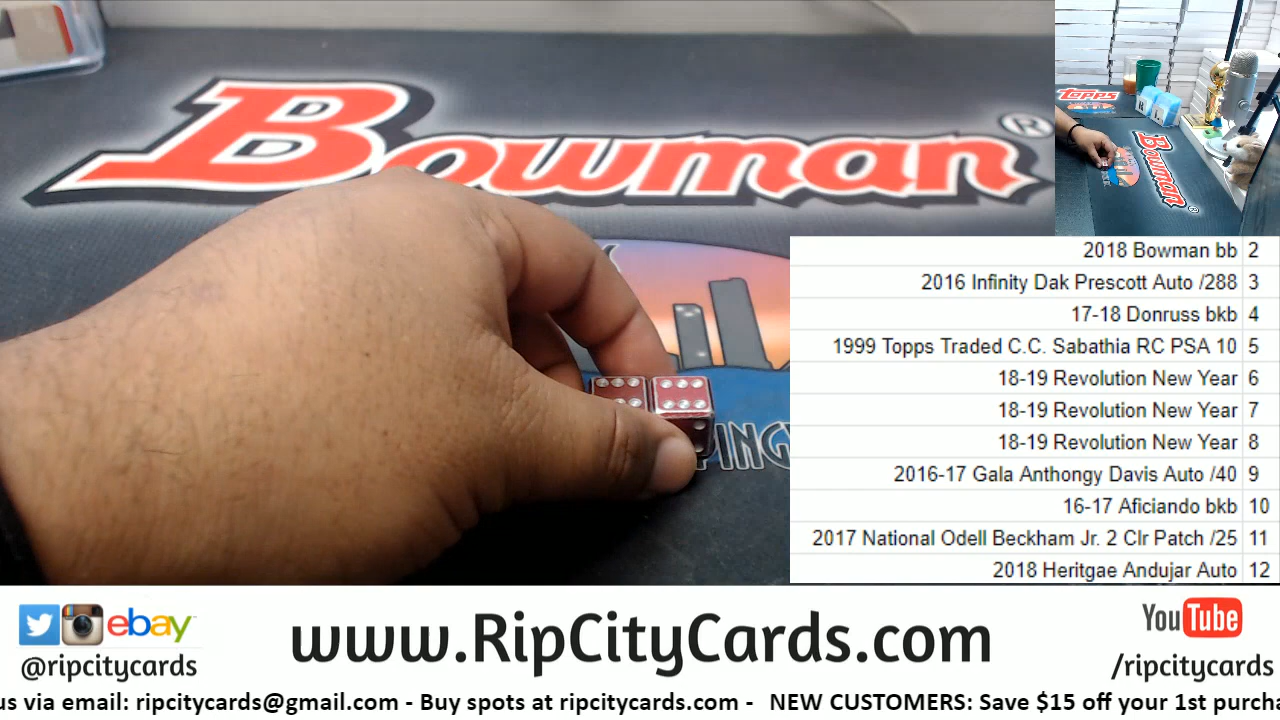 Bowman®
PING
Topps
Bowman®
2018 Bowman bb 2
2016 Infinity Dak Prescott Auto /288 3
17-18 Donruss bkb 4
1999 Topps Traded C.C. Sabathia RC PSA 10 5
18-19 Revolution New Year 6
18-19 Revolution New Year 7
18-19 Revolution New Year 8
2016-17 Gala Anthongy Davis Auto /40 9
16-17 Aficiando bkb 10
2017 National Odell Beckham Jr. 2 Clr Patch /25 11
2018 Heritgae Andujar Auto 12
ebay
@ripcitycards
www.RipCityCards.com
YouTube
/ripcitycards
us via email: ripcitycards@gmail.com - Buy spots at ripcitycards.com - NEW CUSTOMERS: Save $15 off your 1st purcha